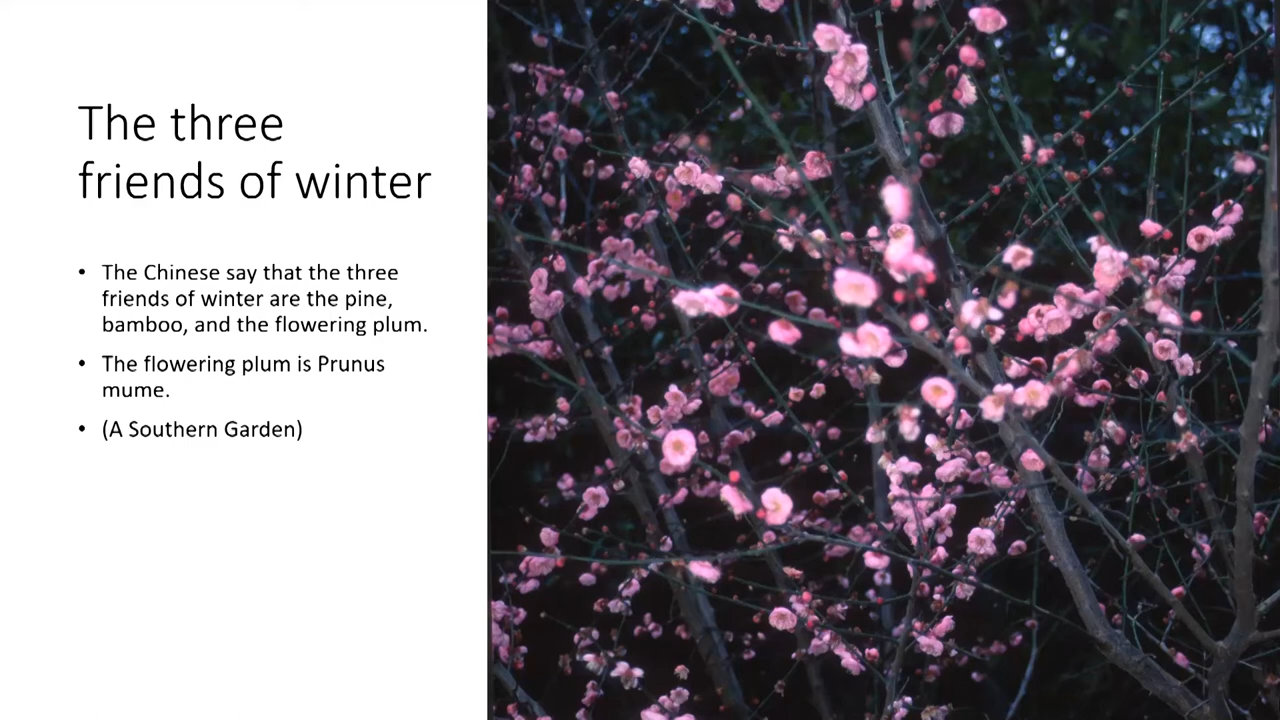 The three
friends of winter
• The Chinese say that the three
friends of winter are the pine,
bamboo, and the flowering plum.
• The flowering plum is Prunus
mume.
• (A Southern Garden)